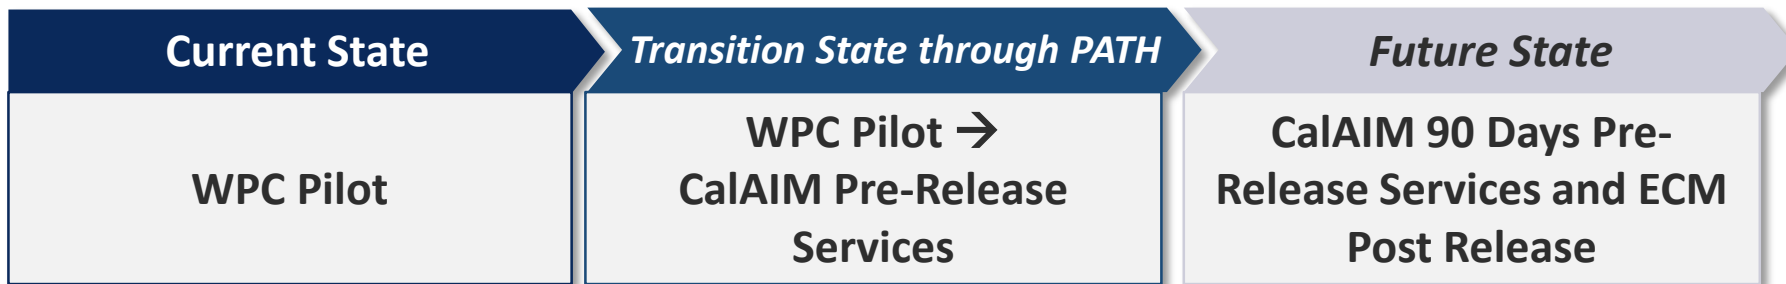 Current State
Transition State through PATH
Future State
WPC Pilot
WPC Pilot →
CalAIM Pre-Release
Services
CalAIM 90 Days Pre-
Release Services and ECM
Post Release